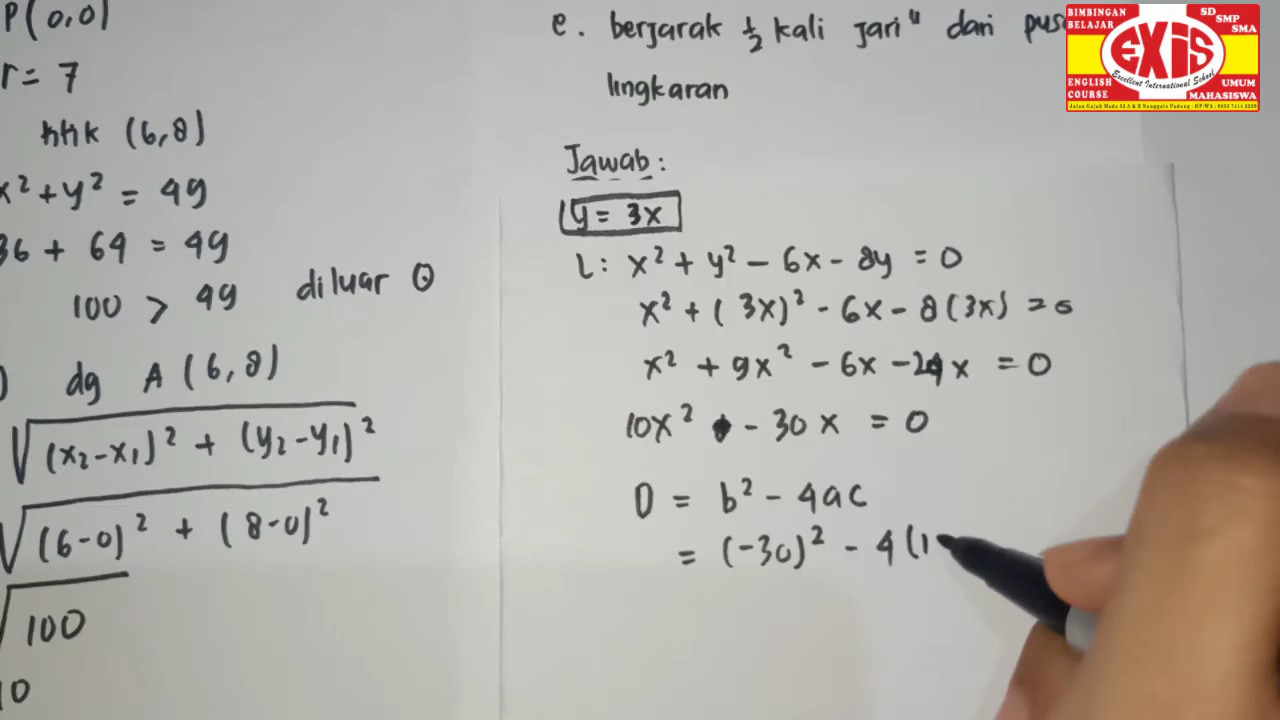 P(0,0)
r = 7
ttk (6,8)
x² + y² = 49
36 + 64 = 49
100 > 49 diluar
dg A (6,8)
√(x₂-x₁)² + (y₂-y₁)²
√(6-0)² + (8-0)²
√100
10
e. berjarak ½ kali jari" dari
lingkaran
Jawab:
y = 3x
L: x² + y² - 6x - 8y = 0
x² + (3x)² - 6x - 8(3x) = 0
x² + 9x² - 6x - 24x = 0
10x² - 30x = 0
D = b² - 4ac
= (-30)² - 4(1
BIMBINGAN
BELAJAR
SD
SMP
SMA
EXIS
Excellent International School
ENGLISH
COURSE
UMUM
MAHASISWA